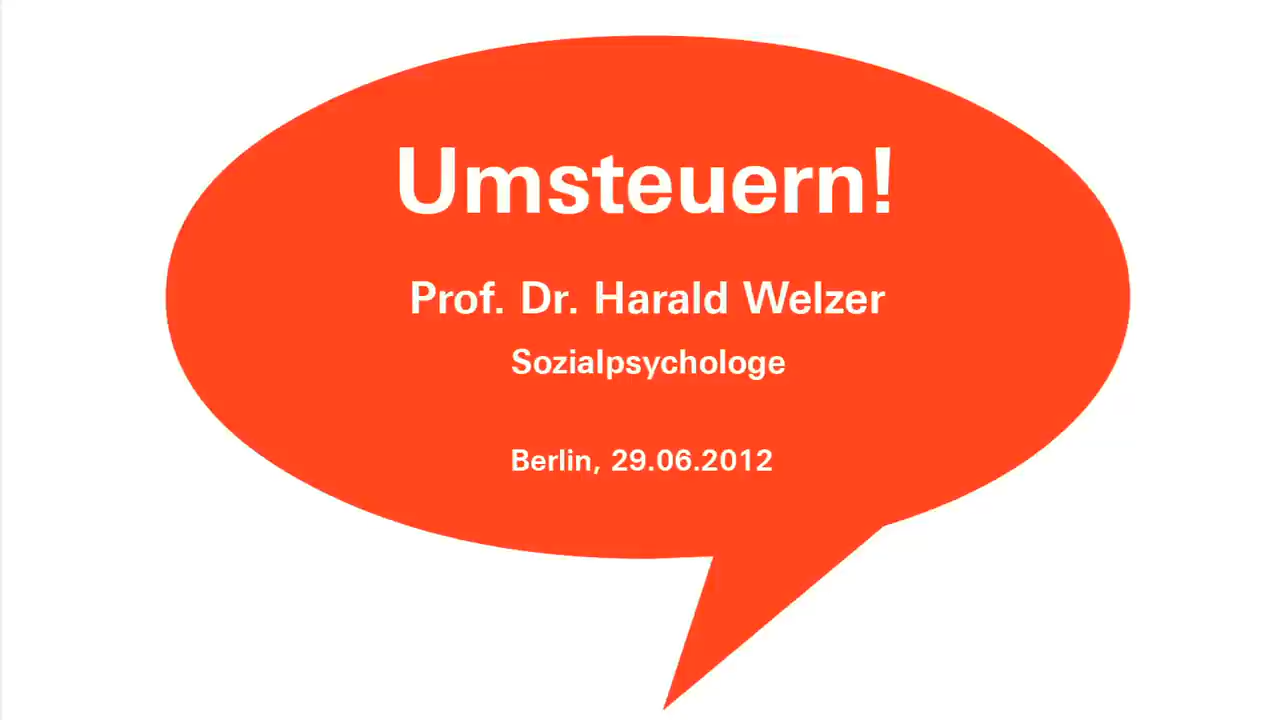 Umsteuern!
Prof. Dr. Harald Welzer
Sozialpsychologe
Berlin, 29.06.2012